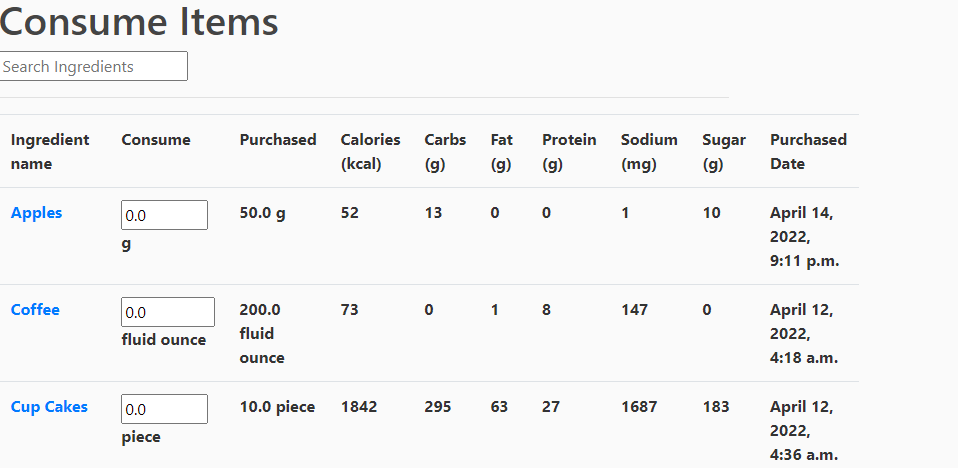 Consume Items
Search Ingredients
Ingredient name Consume Purchased Calories (kcal) Carbs (g) Fat (g) Protein (g) Sodium (mg) Sugar (g) Purchased Date
Apples 0.0 g 50.0 g 52 13 0 0 1 10 April 14, 2022, 9:11 p.m.
Coffee 0.0 fluid ounce 200.0 fluid ounce 73 0 1 8 147 0 April 12, 2022, 4:18 a.m.
Cup Cakes 0.0 piece 10.0 piece 1842 295 63 27 1687 183 April 12, 2022, 4:36 a.m.